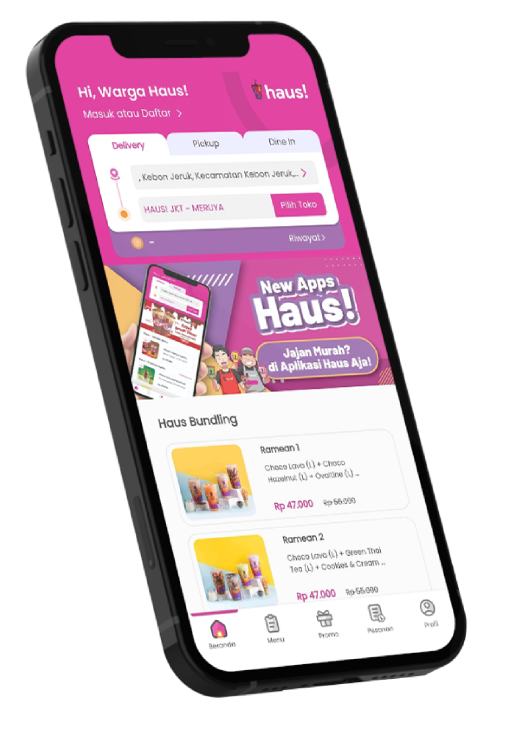 Hi, Warga Haus!
haus!
Masuk atau Daftar >
Delivery
Pickup
Dine In
, Kebon Jeruk, Kecamatan Kebon Jeruk,...
HAUS! JKT - MERUYA
Pilih Toko
-
Riwayat >
New Apps
Haus!
Jajan Murah?
di Aplikasi Haus Aja!
Haus Bundling
Ramean 1
Choco Lava (L) + Choco
Hazelnut (L) + Ovaltine (L) ...
Rp 47.000 Rp 56.000
Ramean 2
Choco Lava (L) + Green Thai
Tea (L) + Cookies & Cream ...
Rp 47.000 Rp 55.000
Beranda
Menu
Promo
Pesanan
Profil